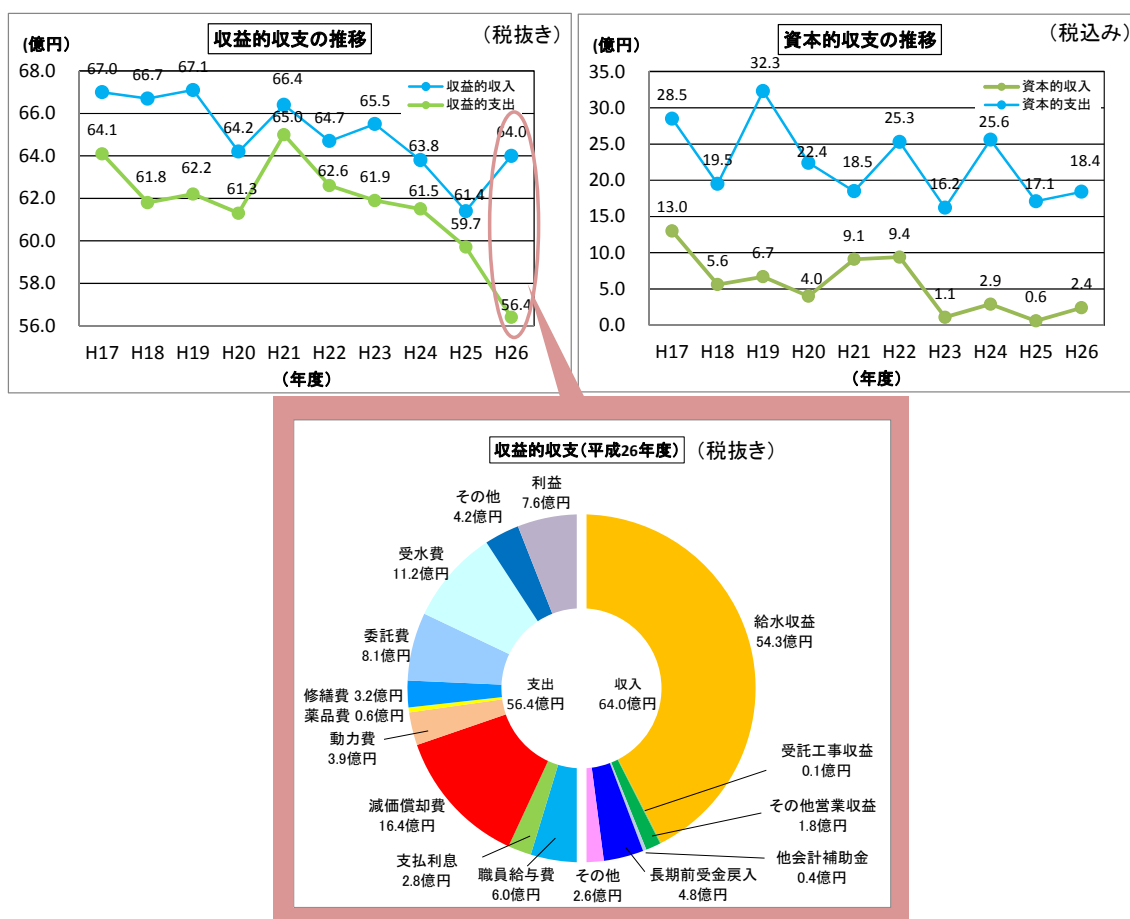 収益的収支の推移
(税抜き)
(億円)
収益的収入
収益的支出
68.0
66.0
64.0
62.0
60.0
58.0
56.0
67.0
66.7
67.1
64.2
66.4
64.7
65.5
63.8
61.4
64.0
64.1
61.8
62.2
61.3
65.0
62.6
61.9
61.5
59.7
56.4
H17 H18 H19 H20 H21 H22 H23 H24 H25 H26
(年度)
資本的収支の推移
(税込み)
(億円)
資本的収入
資本的支出
35.0
30.0
25.0
20.0
15.0
10.0
5.0
0.0
28.5
19.5
32.3
22.4
18.5
25.3
16.2
25.6
17.1
18.4
13.0
5.6
6.7
4.0
9.1
9.4
1.1
2.9
0.6
2.4
H17 H18 H19 H20 H21 H22 H23 H24 H25 H26
(年度)
収益的収支(平成26年度) (税抜き)
利益
7.6億円
その他
4.2億円
受水費
11.2億円
委託費
8.1億円
修繕費 3.2億円
薬品費 0.6億円
動力費
3.9億円
減価償却費
16.4億円
支払利息
2.8億円
職員給与費
6.0億円
支出
56.4億円
収入
64.0億円
給水収益
54.3億円
受託工事収益
0.1億円
その他営業収益
1.8億円
他会計補助金
0.4億円
長期前受金戻入
4.8億円
その他
2.6億円